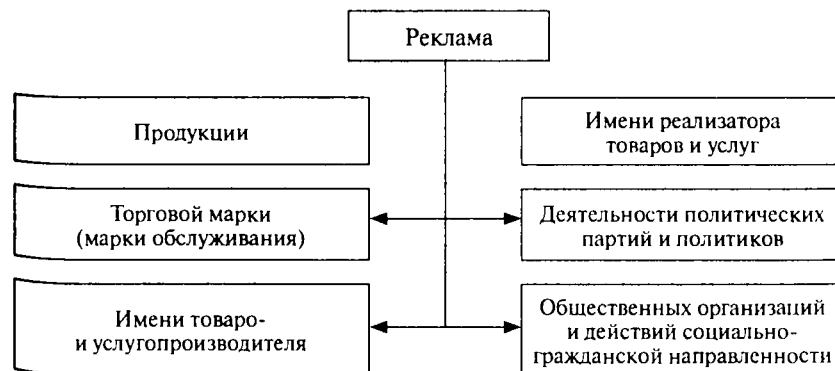 Реклама
Продукции
Имени реализатора
товаров и услуг
Торговой марки
(марки обслуживания)
Деятельности политических
партий и политиков
Имени товаро-
и услугопроизводителя
Общественных организаций
и действий социально-
гражданской направленности